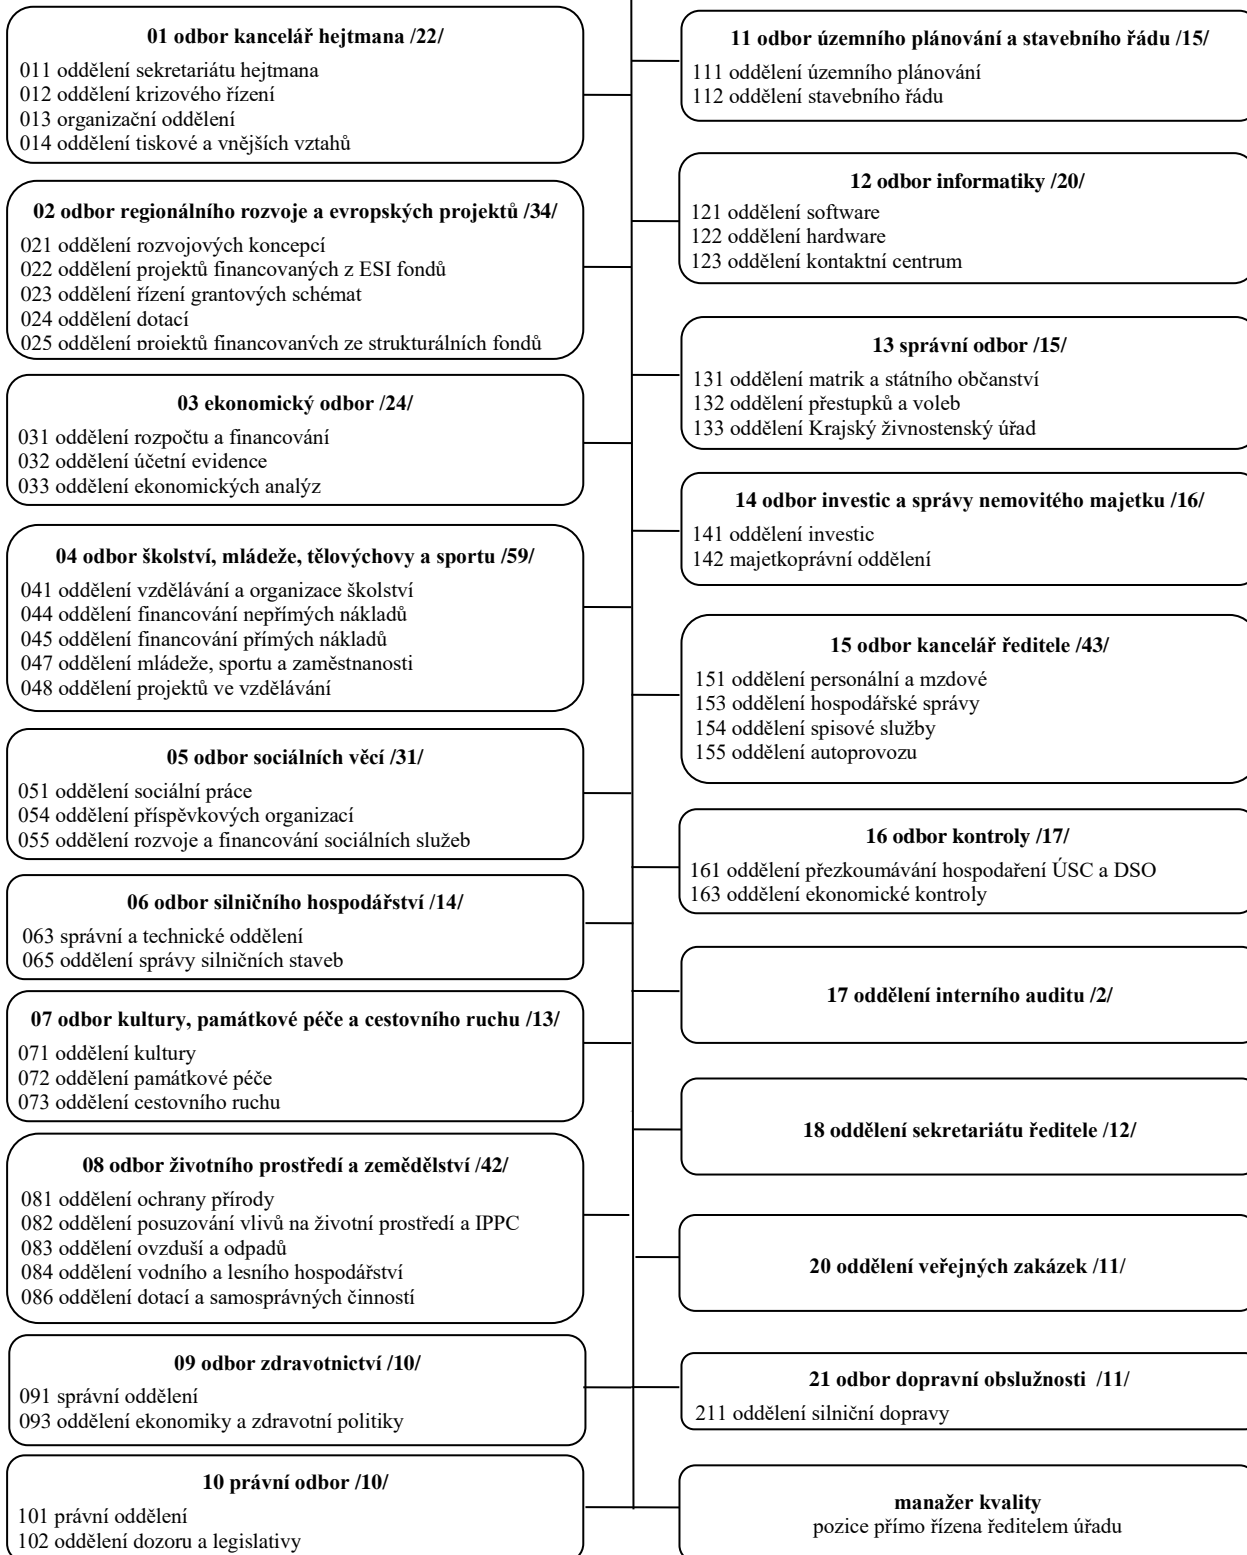 01 odbor kancelář hejtmana /22/
011 oddělení sekretariátu hejtmana
012 oddělení krizového řízení
013 organizační oddělení
014 oddělení tiskové a vnějších vztahů
02 odbor regionálního rozvoje a evropských projektů /34/
021 oddělení rozvojových koncepcí
022 oddělení projektů financovaných z ESI fondů
023 oddělení řízení grantových schémat
024 oddělení dotací
025 oddělení projektů financovaných ze strukturálních fondů
03 ekonomický odbor /24/
031 oddělení rozpočtu a financování
032 oddělení účetní evidence
033 oddělení ekonomických analýz
04 odbor školství, mládeže, tělovýchovy a sportu /59/
041 oddělení vzdělávání a organizace školství
044 oddělení financování nepřímých nákladů
045 oddělení financování přímých nákladů
047 oddělení mládeže, sportu a zaměstnanosti
048 oddělení projektů ve vzdělávání
05 odbor sociálních věcí /31/
051 oddělení sociální práce
054 oddělení příspěvkových organizací
055 oddělení rozvoje a financování sociálních služeb
06 odbor silničního hospodářství /14/
063 správní a technické oddělení
065 oddělení správy silničních staveb
07 odbor kultury, památkové péče a cestovního ruchu /13/
071 oddělení kultury
072 oddělení památkové péče
073 oddělení cestovního ruchu
08 odbor životního prostředí a zemědělství /42/
081 oddělení ochrany přírody
082 oddělení posuzování vlivů na životní prostředí a IPPC
083 oddělení ovzduší a odpadů
084 oddělení vodního a lesního hospodářství
086 oddělení dotací a samosprávných činností
09 odbor zdravotnictví /10/
091 správní oddělení
093 oddělení ekonomiky a zdravotní politiky
10 právní odbor /10/
101 právní oddělení
102 oddělení dozoru a legislativy
11 odbor územního plánování a stavebního řádu /15/
111 oddělení územního plánování
112 oddělení stavebního řádu
12 odbor informatiky /20/
121 oddělení software
122 oddělení hardware
123 oddělení kontaktní centrum
13 správní odbor /15/
131 oddělení matrik a státního občanství
132 oddělení přestupků a voleb
133 oddělení Krajský živnostenský úřad
14 odbor investic a správy nemovitého majetku /16/
141 oddělení investic
142 majetkoprávní oddělení
15 odbor kancelář ředitele /43/
151 oddělení personální a mzdové
153 oddělení hospodářské správy
154 oddělení spisové služby
155 oddělení autoprovozu
16 odbor kontroly /17/
161 oddělení přezkoumávání hospodaření ÚSC a DSO
163 oddělení ekonomické kontroly
17 oddělení interního auditu /2/
18 oddělení sekretariátu ředitele /12/
20 oddělení veřejných zakázek /11/
21 odbor dopravní obslužnosti /11/
211 oddělení silniční dopravy
manažer kvality
pozice přímo řízena ředitelem úřadu